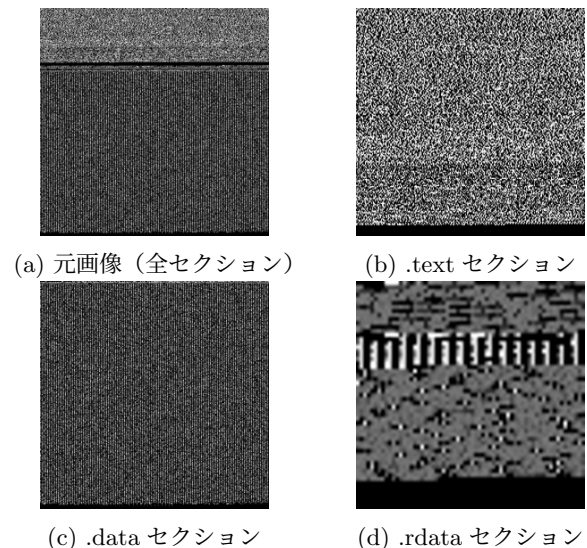 (a) 元画像（全セクション）
(b) .text セクション
(c) .data セクション
(d) .rdata セクション